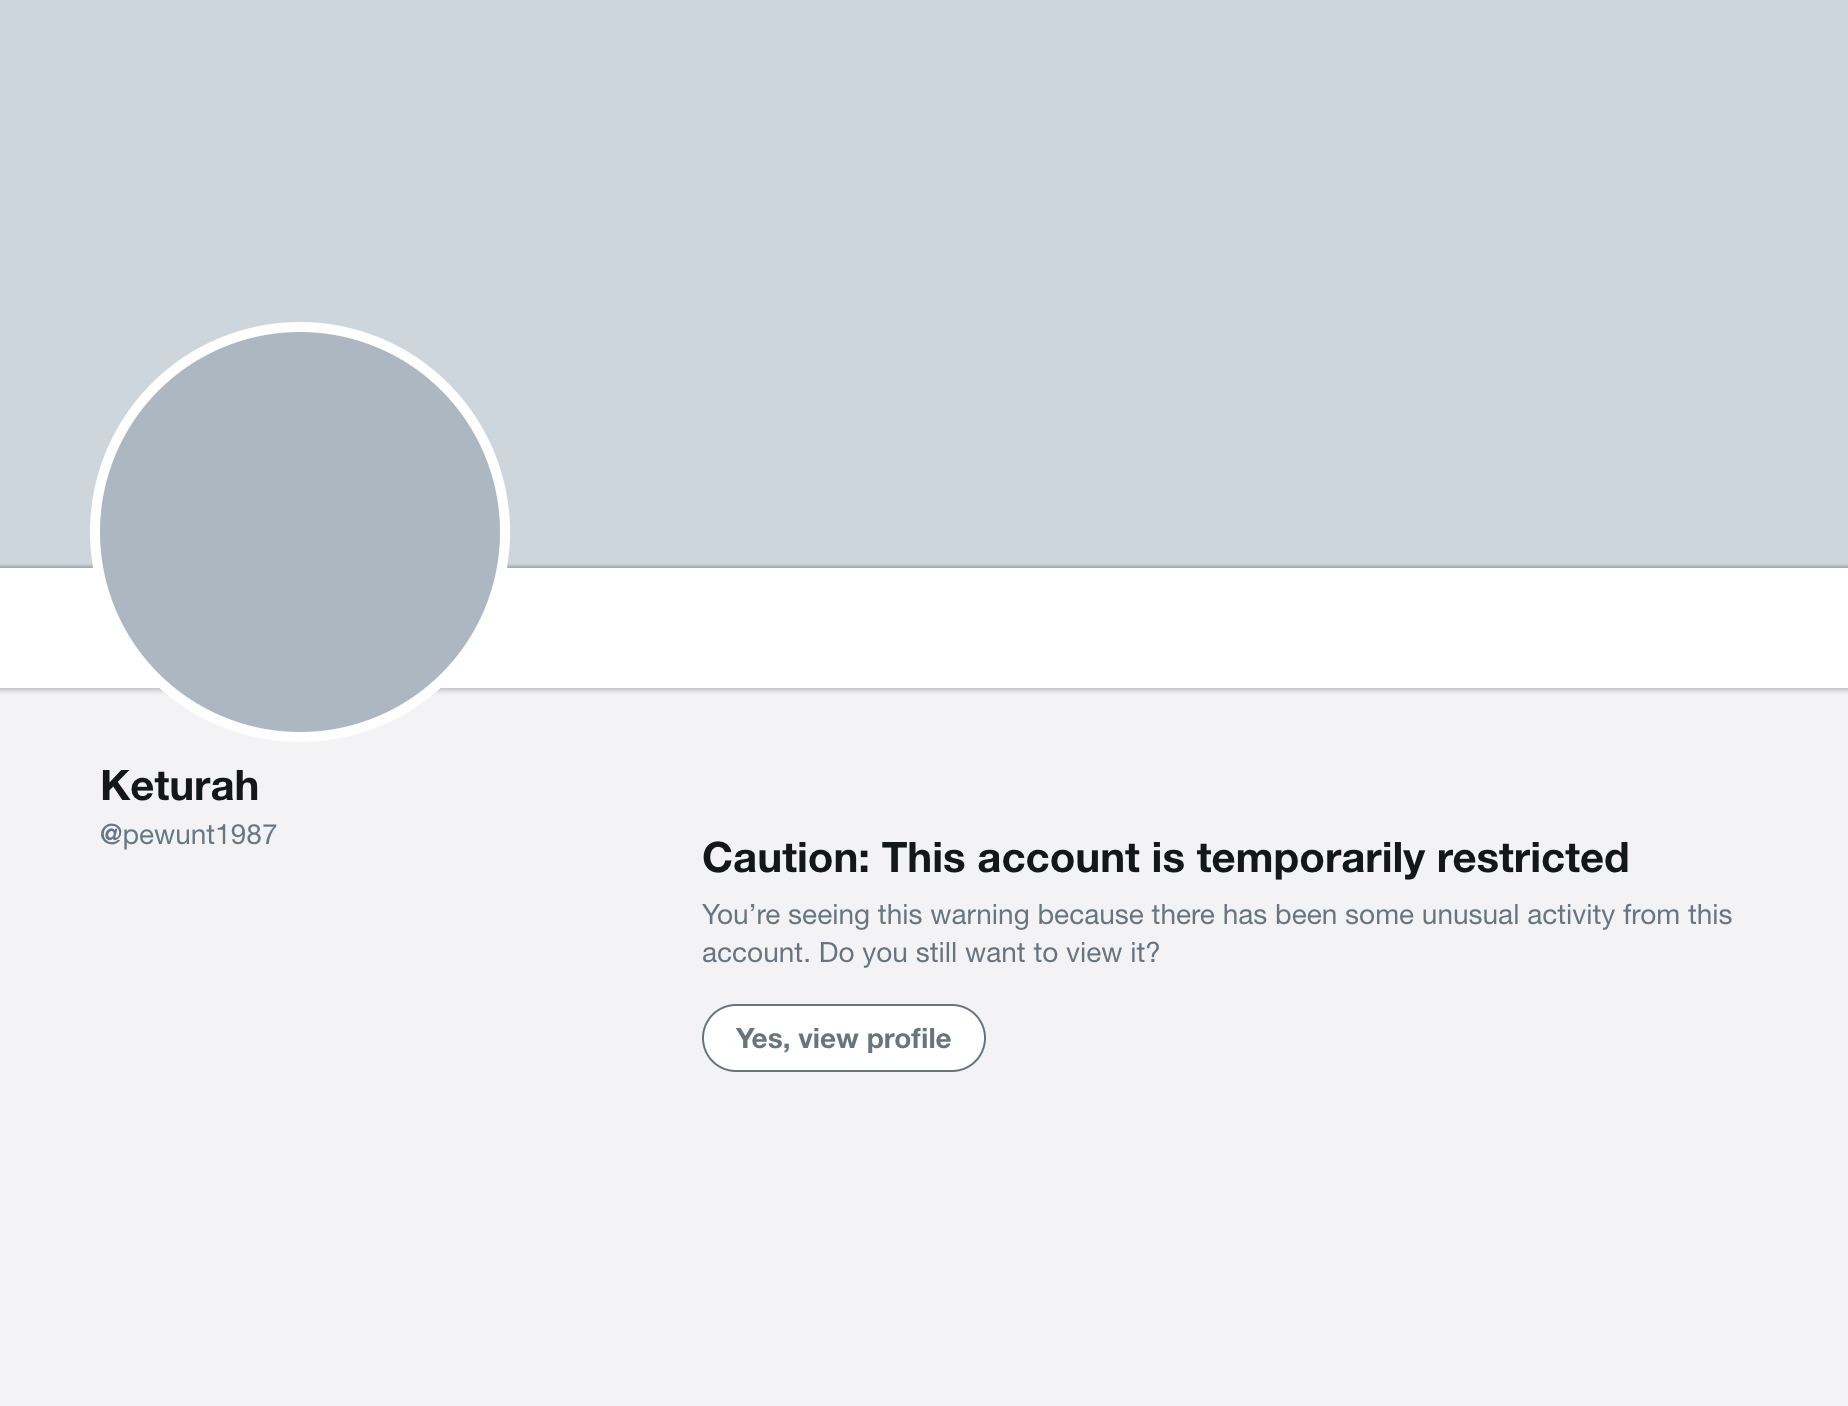 Keturah
@pewunt1987
Caution: This account is temporarily restricted
You’re seeing this warning because there has been some unusual activity from this
account. Do you still want to view it?
Yes, view profile